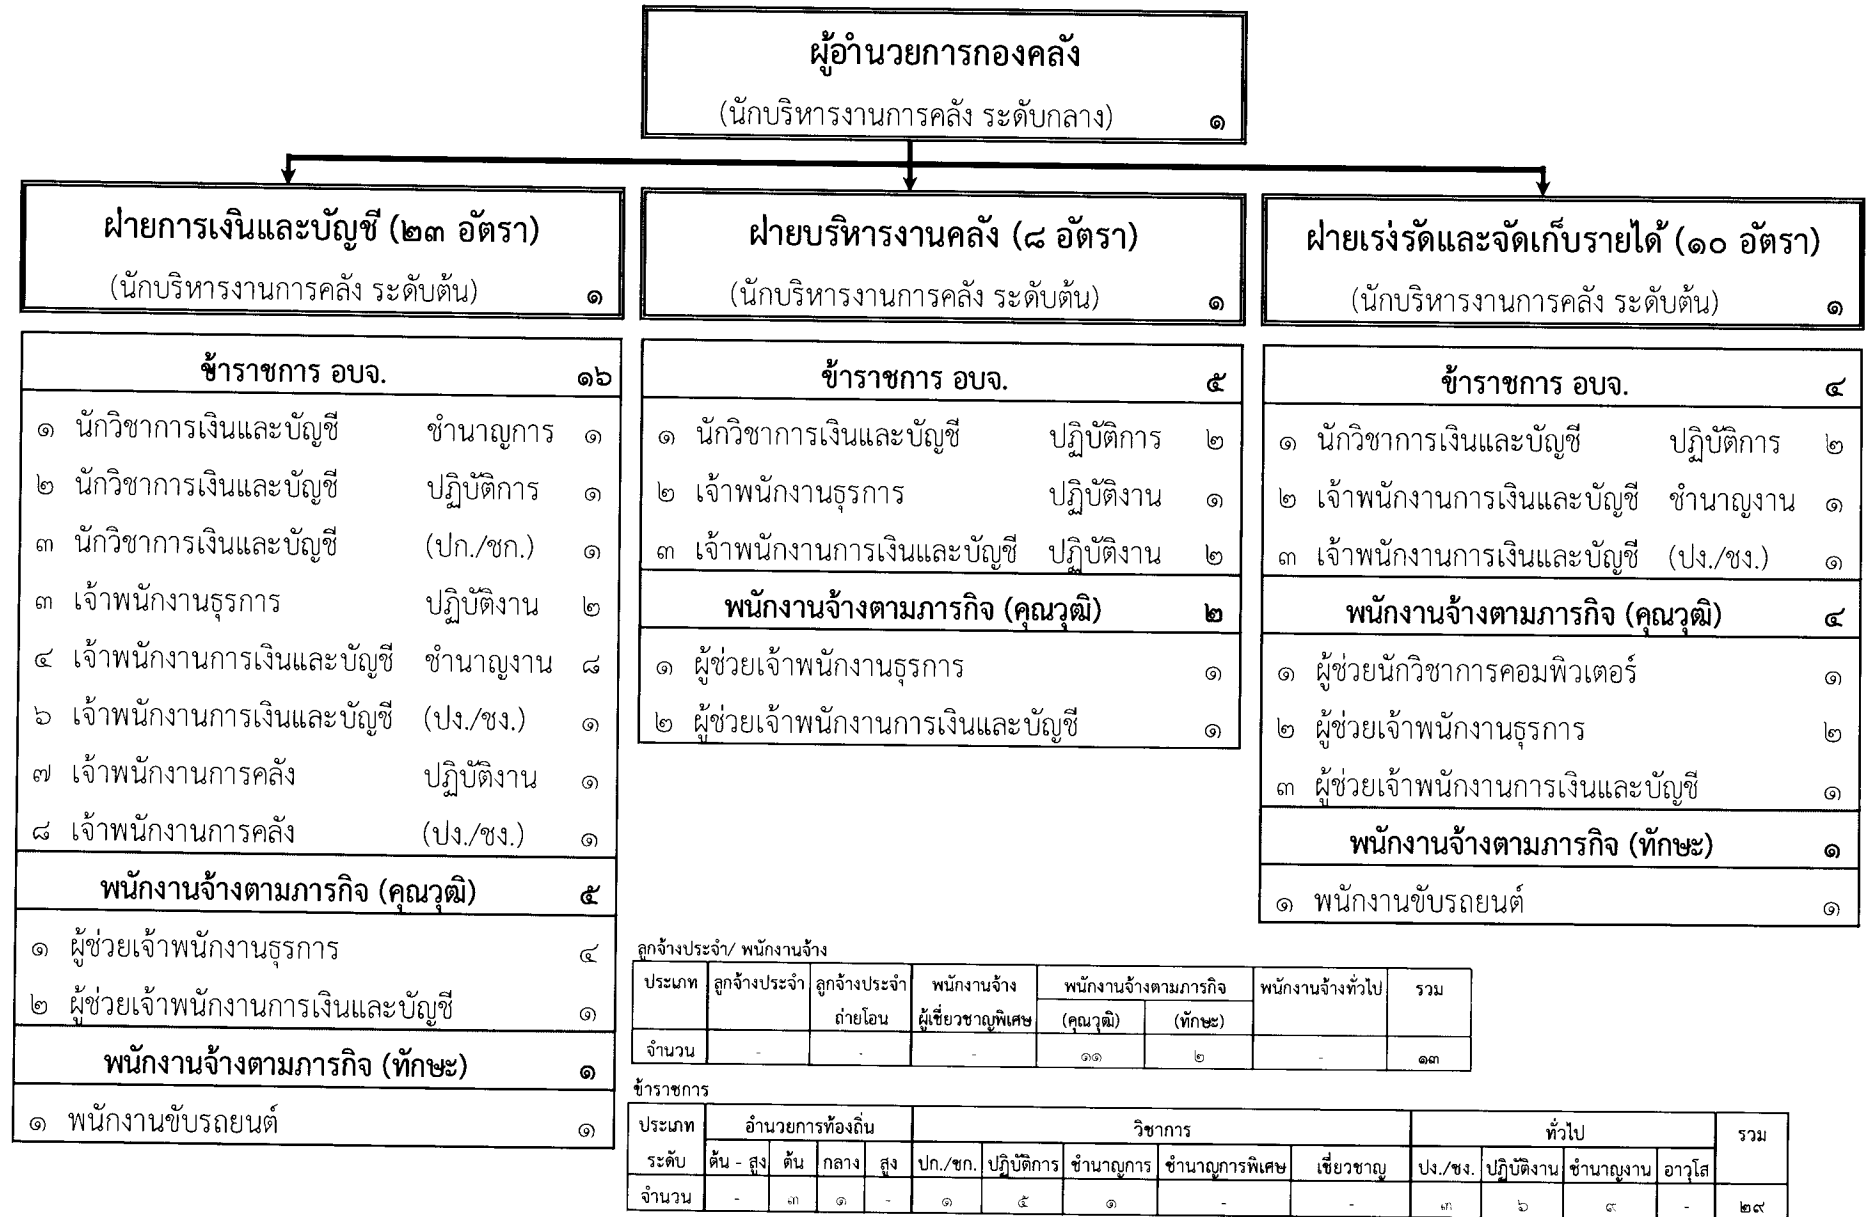 ผู้อำนวยการกองคลัง
(นักบริหารงานการคลัง ระดับกลาง) ๑
ฝ่ายการเงินและบัญชี (๒๓ อัตรา)
(นักบริหารงานการคลัง ระดับต้น) ๑
ข้าราชการ อบจ. ๑๖
๑ นักวิชาการเงินและบัญชี ชำนาญการ ๑
๒ นักวิชาการเงินและบัญชี ปฏิบัติการ ๑
๓ นักวิชาการเงินและบัญชี (ปก./ชก.) ๑
๓ เจ้าพนักงานธุรการ ปฏิบัติงาน ๒
๔ เจ้าพนักงานการเงินและบัญชี ชำนาญงาน ๘
๖ เจ้าพนักงานการเงินและบัญชี (ปง./ชง.) ๑
๗ เจ้าพนักงานการคลัง ปฏิบัติงาน ๑
๘ เจ้าพนักงานการคลัง (ปง./ชง.) ๑
พนักงานจ้างตามภารกิจ (คุณวุฒิ) ๕
๑ ผู้ช่วยเจ้าพนักงานธุรการ ๔
๒ ผู้ช่วยเจ้าพนักงานการเงินและบัญชี ๑
พนักงานจ้างตามภารกิจ (ทักษะ) ๑
๑ พนักงานขับรถยนต์ ๑
ฝ่ายบริหารงานคลัง (๘ อัตรา)
(นักบริหารงานการคลัง ระดับต้น) ๑
ข้าราชการ อบจ. ๕
๑ นักวิชาการเงินและบัญชี ปฏิบัติการ ๒
๒ เจ้าพนักงานธุรการ ปฏิบัติงาน ๑
๓ เจ้าพนักงานการเงินและบัญชี ปฏิบัติงาน ๒
พนักงานจ้างตามภารกิจ (คุณวุฒิ) ๒
๑ ผู้ช่วยเจ้าพนักงานธุรการ ๑
๒ ผู้ช่วยเจ้าพนักงานการเงินและบัญชี ๑
ฝ่ายเร่งรัดและจัดเก็บรายได้ (๑๐ อัตรา)
(นักบริหารงานการคลัง ระดับต้น) ๑
ข้าราชการ อบจ. ๔
๑ นักวิชาการเงินและบัญชี ปฏิบัติการ ๒
๒ เจ้าพนักงานการเงินและบัญชี ชำนาญงาน ๑
๓ เจ้าพนักงานการเงินและบัญชี (ปง./ชง.) ๑
พนักงานจ้างตามภารกิจ (คุณวุฒิ) ๔
๑ ผู้ช่วยนักวิชาการคอมพิวเตอร์ ๑
๒ ผู้ช่วยเจ้าพนักงานธุรการ ๒
๓ ผู้ช่วยเจ้าพนักงานการเงินและบัญชี ๑
พนักงานจ้างตามภารกิจ (ทักษะ) ๑
๑ พนักงานขับรถยนต์ ๑
ลูกจ้างประจำ/ พนักงานจ้าง
ประเภท ลูกจ้างประจำ ลูกจ้างประจำ พนักงานจ้าง พนักงานจ้างตามภารกิจ พนักงานจ้างทั่วไป รวม
ถ่ายโอน ผู้เชี่ยวชาญพิเศษ (คุณวุฒิ) (ทักษะ)
จำนวน - - - ๑๑ ๒ - ๑๓
ข้าราชการ
ประเภท อำนวยการท้องถิ่น วิชาการ ทั่วไป รวม
ระดับ ต้น - สูง ต้น กลาง สูง ปก./ชก. ปฏิบัติการ ชำนาญการ ชำนาญการพิเศษ เชี่ยวชาญ ปง./ชง. ปฏิบัติงาน ชำนาญงาน อาวุโส
จำนวน - ๓ ๑ - ๑ ๕ ๑ - - ๓ ๖ ๙ - ๒๙